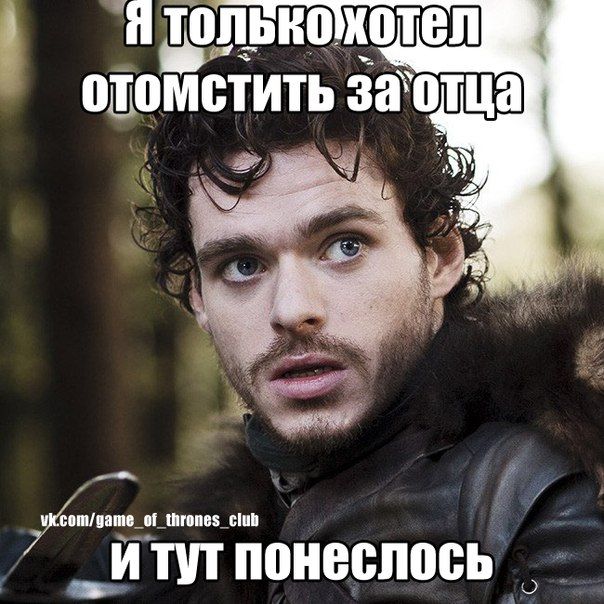 Я только хотел
отомстить за отца
vk.com/game_of_thrones_club
и тут понеслось